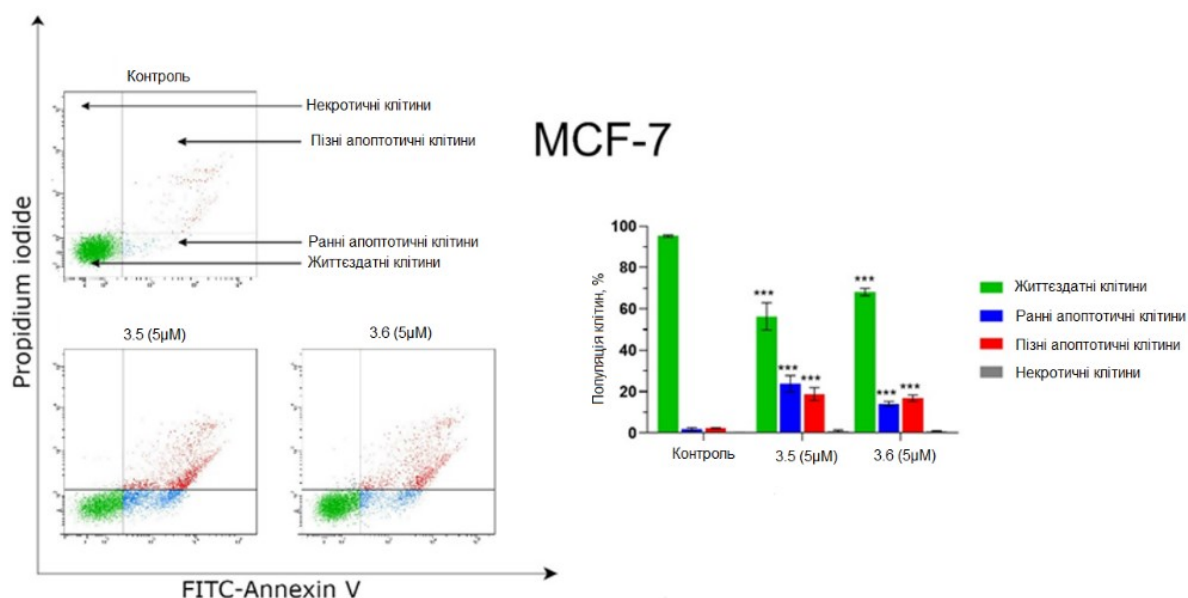 Контроль
Некротичні клітини
Пізні апоптотичні клітини
MCF-7
Ранні апоптотичні клітини
Життєздатні клітини
Propidium iodide
3.5 (5μM)
3.6 (5μM)
FITC-Annexin V
Популяція клітин, %
100
80
60
40
20
0
***
***
***
***
***
***
Контроль
3.5 (5μM)
3.6 (5μM)
Життєздатні клітини
Ранні апоптотичні клітини
Пізні апоптотичні клітини
Некротичні клітини